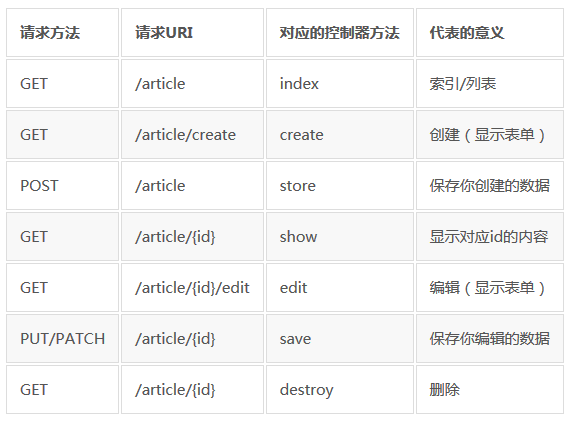 请求方法 请求URI 对应的控制器方法 代表的意义
GET /article index 索引/列表
GET /article/create create 创建（显示表单）
POST /article store 保存你创建的数据
GET /article/{id} show 显示对应id的内容
GET /article/{id}/edit edit 编辑（显示表单）
PUT/PATCH /article/{id} save 保存你编辑的数据
GET /article/{id} destroy 删除